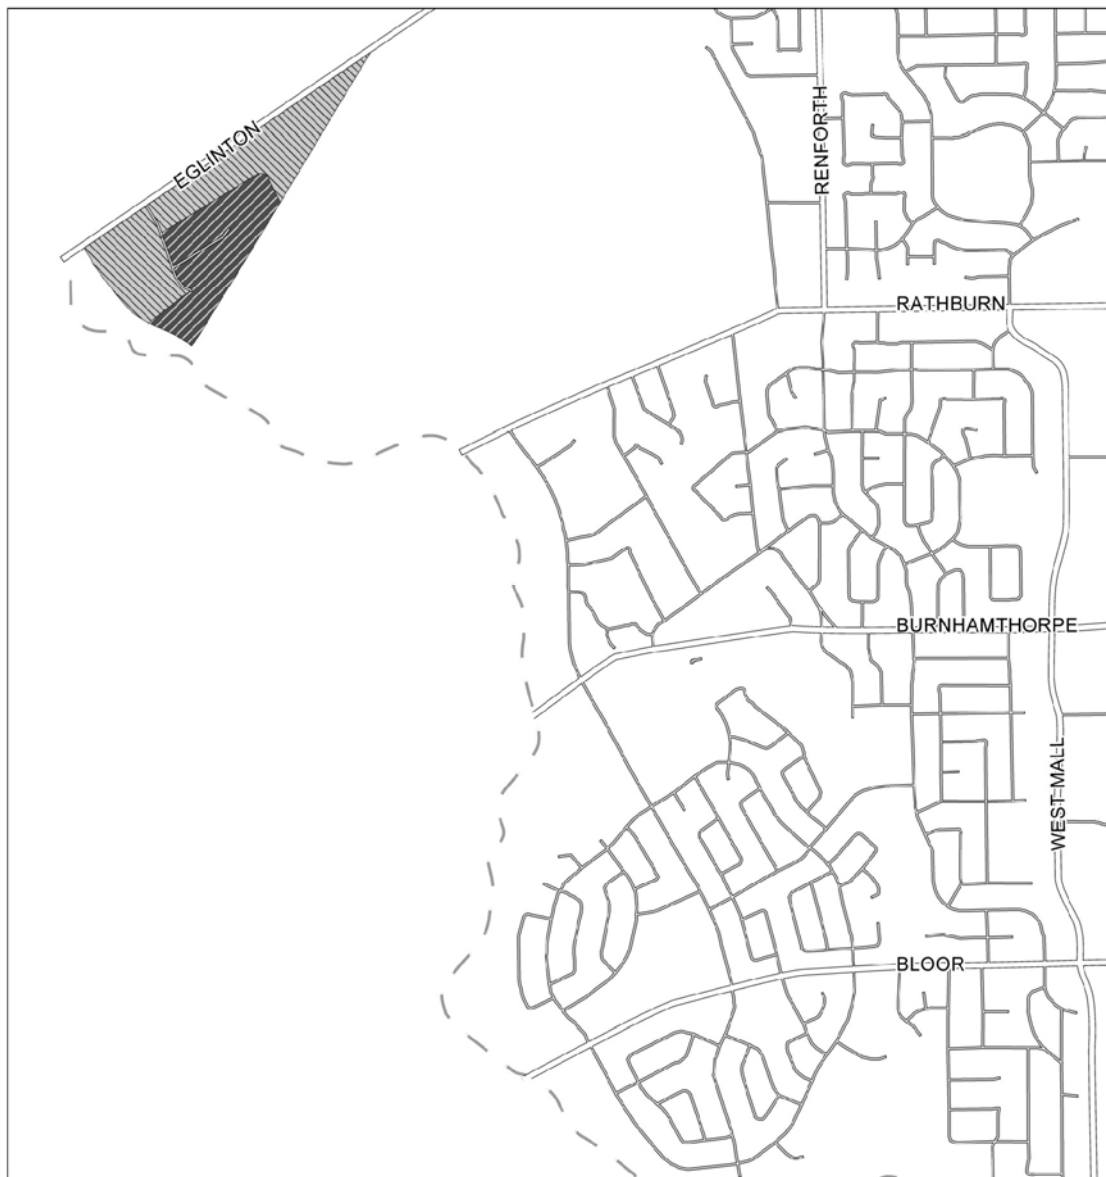 EGLINTON
RENFORTH
RATHBURN
BURNHAMTHORPE
WEST MALL
BLOOR